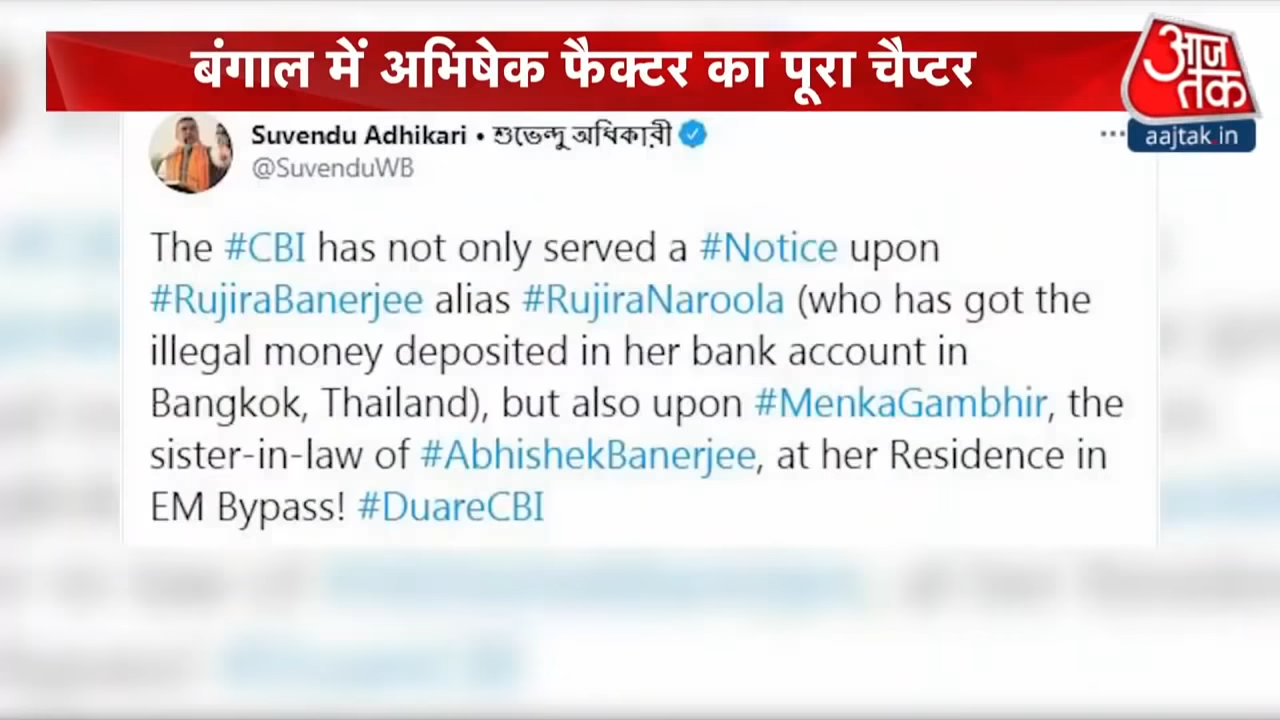 बंगाल में अभिषेक फैक्टर का पूरा चैप्टर
आज
तक
aajtak.in
Suvendu Adhikari • শুভেন্দু অধিকারী
@SuvenduWB
The #CBI has not only served a #Notice upon
#RujiraBanerjee alias #RujiraNaroola (who has got the
illegal money deposited in her bank account in
Bangkok, Thailand), but also upon #MenkaGambhir, the
sister-in-law of #AbhishekBanerjee, at her Residence in
EM Bypass! #DuareCBI